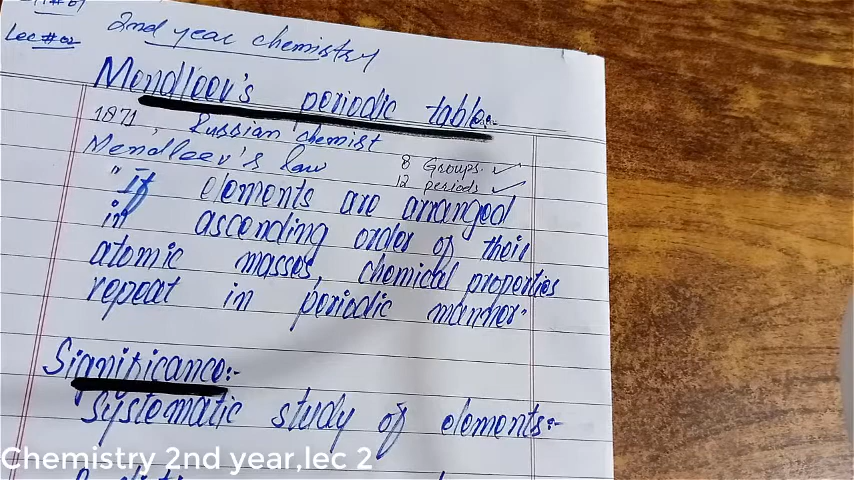 Lec#02
2nd year chemistry
Mendleev's periodic table:-
1871, Russian chemist
Mendleev's law
8 Groups.
12 periods
"If elements are arranged
in ascending order of their
atomic masses, chemical properties
repeat in periodic manner."
Significance:-
Systematic study of elements:-
Chemistry 2nd year,lec 2